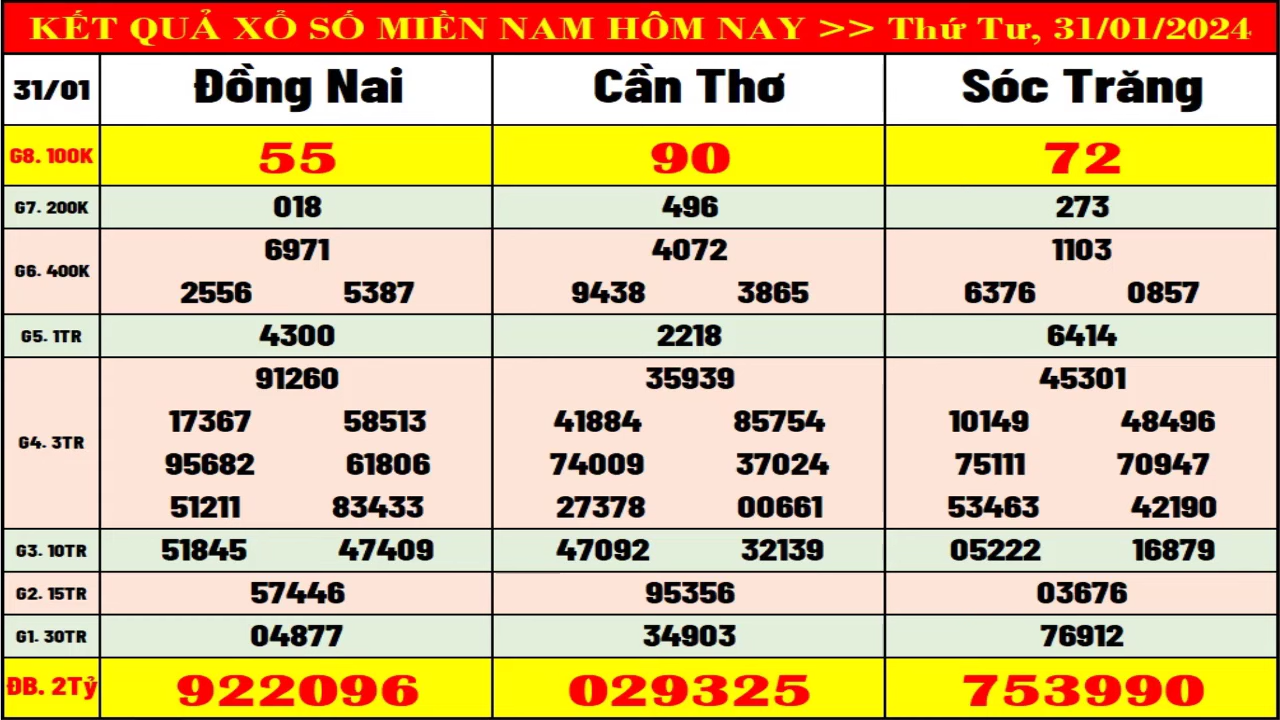 KẾT QUẢ XỔ SỐ MIỀN NAM HÔM NAY >> Thứ Tư, 31/01/2024
31/01 Đồng Nai Cần Thơ Sóc Trăng
G8. 100K 55 90 72
G7. 200K 018 496 273
6971 4072 1103
G6. 400K
2556 5387 9438 3865 6376 0857
G5. 1TR 4300 2218 6414
91260 35939 45301
17367 58513 41884 85754 10149 48496
G4. 3TR
95682 61806 74009 37024 75111 70947
51211 83433 27378 00661 53463 42190
G3. 10TR 51845 47409 47092 32139 05222 16879
G2. 15TR 57446 95356 03676
G1. 30TR 04877 34903 76912
ĐB. 2Tỷ 922096 029325 753990